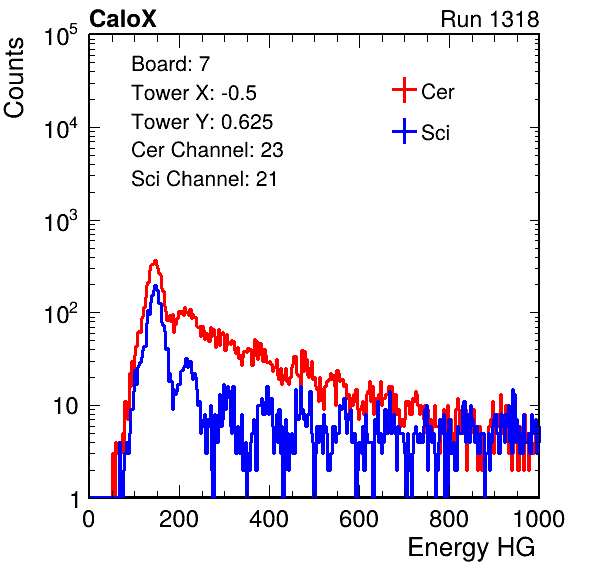 CaloX Run 1318
Counts
10^5
10^4
10^3
10^2
10
1
Board: 7
Tower X: -0.5
Tower Y: 0.625
Cer Channel: 23
Sci Channel: 21
Cer
Sci
0 200 400 600 800 1000
Energy HG